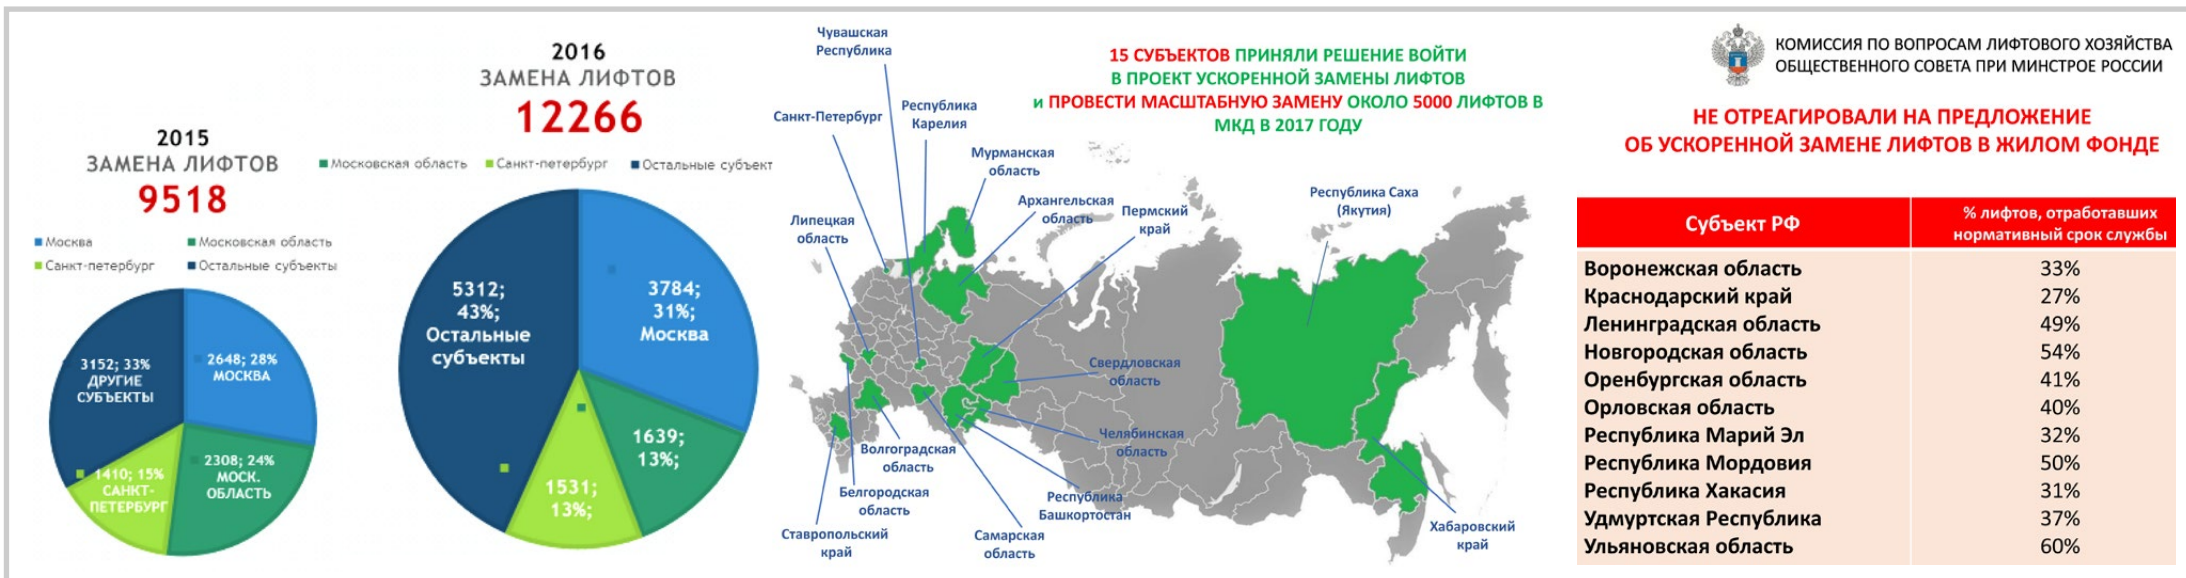 2015
ЗАМЕНА ЛИФТОВ
9518
Москва
Московская область
Санкт-петербург
Остальные субъекты
3152; 33%
ДРУГИЕ
СУБЪЕКТЫ
2648; 28%
МОСКВА
1410; 15%
САНКТ-
ПЕТЕРБУРГ
2308; 24%
МОСК.
ОБЛАСТЬ
2016
ЗАМЕНА ЛИФТОВ
12266
Московская область
Санкт-петербург
Остальные субъект
5312;
43%;
Остальные
субъекты
3784;
31%;
Москва
1639;
13%;
1531;
13%;
15 СУБЪЕКТОВ ПРИНЯЛИ РЕШЕНИЕ ВОЙТИ
В ПРОЕКТ УСКОРЕННОЙ ЗАМЕНЫ ЛИФТОВ
и ПРОВЕСТИ МАСШТАБНУЮ ЗАМЕНУ ОКОЛО 5000 ЛИФТОВ В
МКД В 2017 ГОДУ
Чувашская
Республика
Санкт-Петербург
Республика
Карелия
Мурманская
область
Архангельская
область
Липецкая
область
Пермский
край
Республика Саха
(Якутия)
Свердловская
область
Челябинская
область
Волгоградская
область
Белгородская
область
Республика
Башкортостан
Ставропольский
край
Самарская
область
Хабаровский
край
КОМИССИЯ ПО ВОПРОСАМ ЛИФТОВОГО ХОЗЯЙСТВА
ОБЩЕСТВЕННОГО СОВЕТА ПРИ МИНСТРОЕ РОССИИ
НЕ ОТРЕАГИРОВАЛИ НА ПРЕДЛОЖЕНИЕ
ОБ УСКОРЕННОЙ ЗАМЕНЕ ЛИФТОВ В ЖИЛОМ ФОНДЕ
Субъект РФ
% лифтов, отработавших
нормативный срок службы
Воронежская область 33%
Краснодарский край 27%
Ленинградская область 49%
Новгородская область 54%
Оренбургская область 41%
Орловская область 40%
Республика Марий Эл 32%
Республика Мордовия 50%
Республика Хакасия 31%
Удмуртская Республика 37%
Ульяновская область 60%